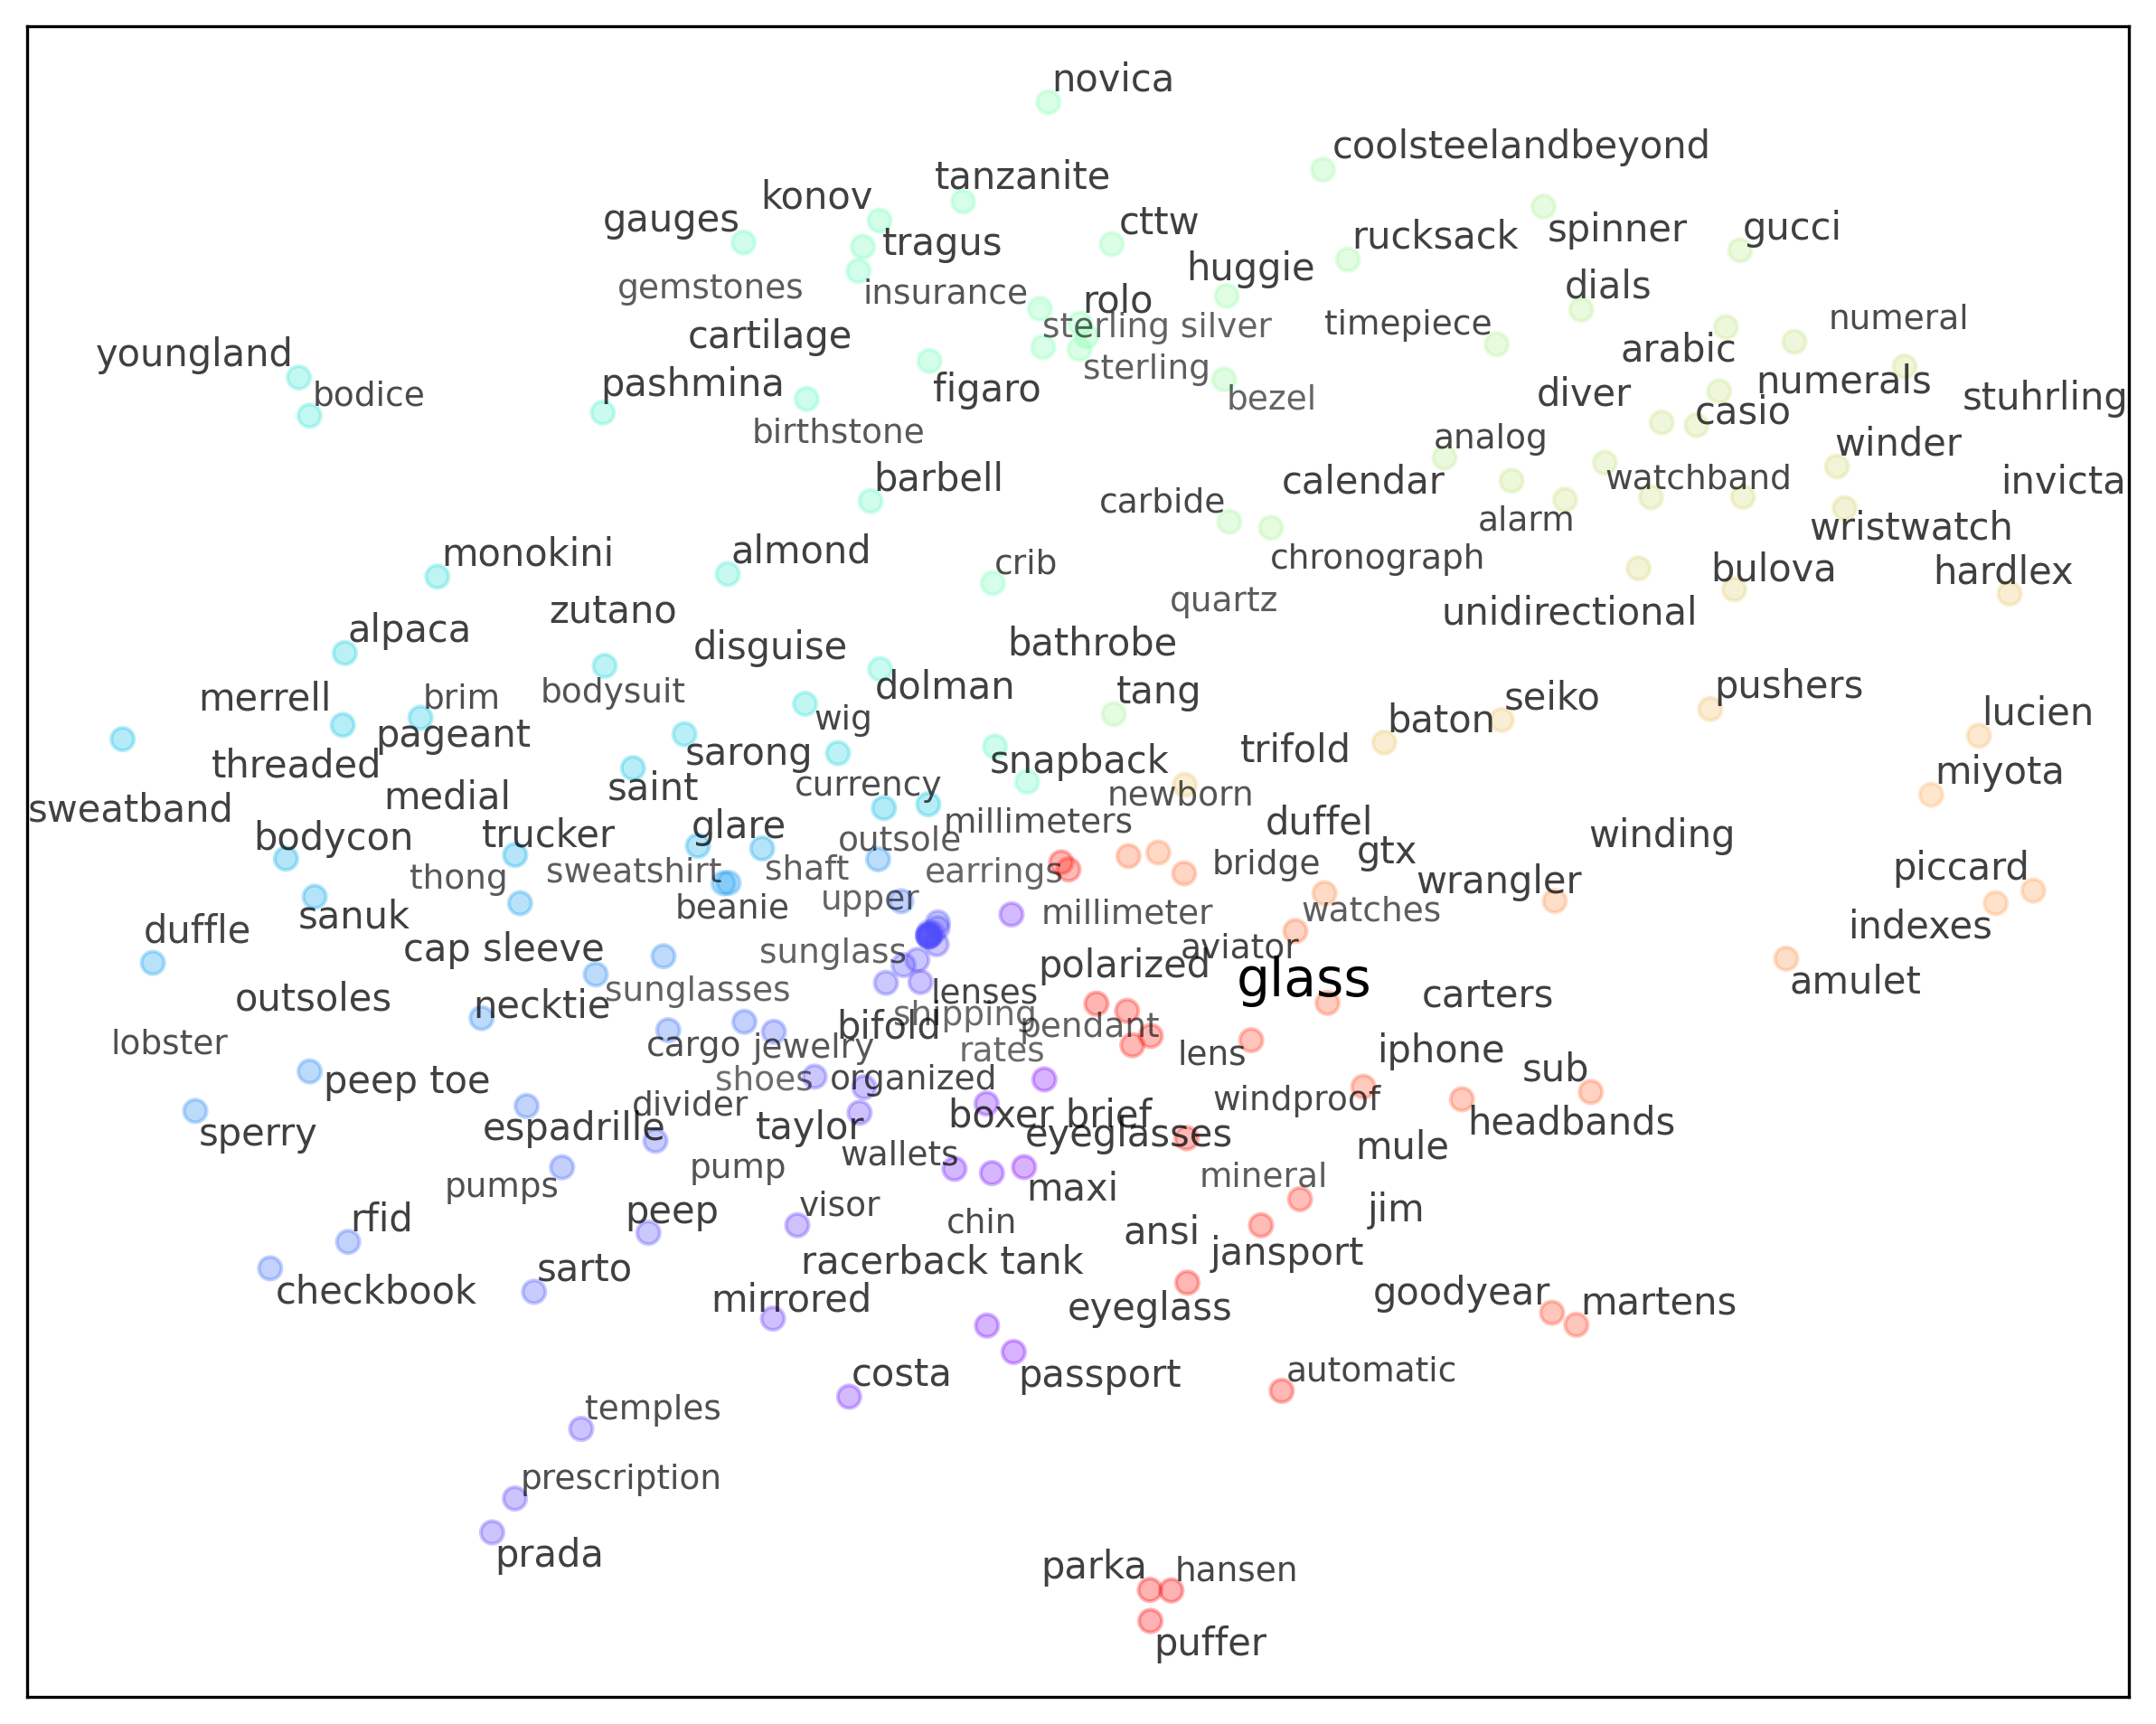 novica
coolsteelandbeyond
tanzanite
konov
gauges
cttw
tragus
rucksack
spinner
gucci
huggie
gemstones
insurance
dials
rolo
numeral
sterling silver
timepiece
cartilage
arabic
youngland
sterling
pashmina
bodice
figaro
bezel
diver
numerals
stuhrling
casio
birthstone
analog
winder
barbell
calendar
watchband
invicta
carbide
alarm
wristwatch
monokini
almond
crib
chronograph
bulova
hardlex
quartz
zutano
unidirectional
alpaca
disguise
bathrobe
merrell
brim
bodysuit
dolman
tang
seiko
pushers
lucien
pageant
wig
baton
threaded
sarong
snapback
trifold
miyota
medial
saint
currency
newborn
sweatband
millimeters
duffel
winding
bodycon
trucker
glare
outsole
gtx
bridge
thong
sweatshirt
shaft
earrings
wrangler
piccard
beanie
upper
millimeter
watches
sanuk
duffle
indexes
cap sleeve
sunglass
polarized
aviator
glass
sunglasses
lenses
carters
amulet
outsoles
necktie
bifold
shipping
pendant
lobster
cargo
jewelry
rates
lens
iphone
peep toe
shoes
organized
sub
divider
windproof
sperry
espadrille
taylor
boxer brief
eyeglasses
headbands
wallets
mule
pumps
pump
maxi
mineral
rfid
peep
visor
chin
ansi
jim
checkbook
sarto
racerback tank
jansport
mirrored
eyeglass
goodyear
martens
costa
passport
automatic
temples
prescription
prada
parka
hansen
puffer